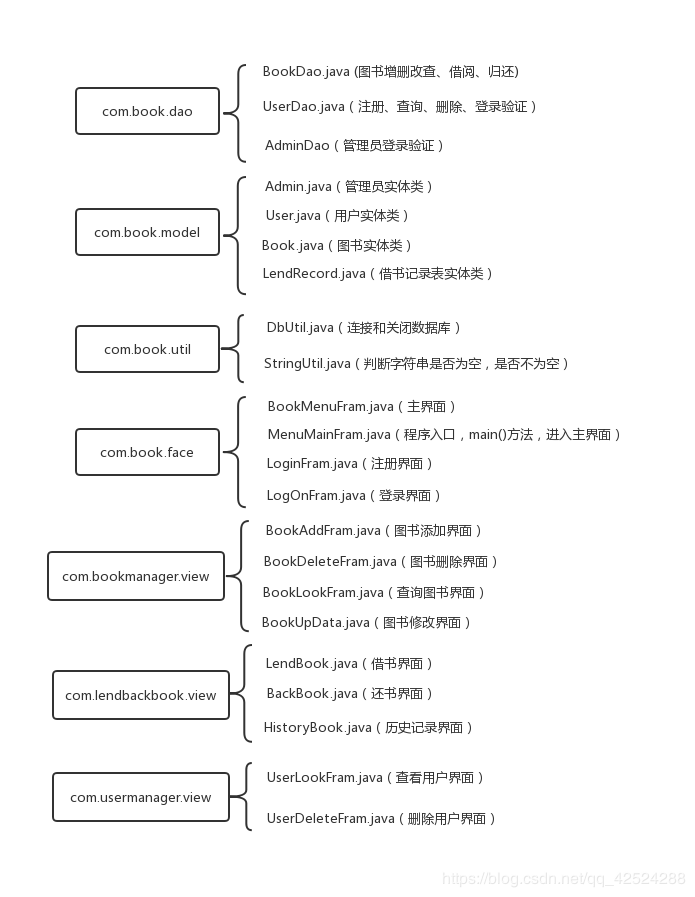 com.book.dao
BookDao.java (图书增删改查、借阅、归还)
UserDao.java（注册、查询、删除、登录验证）
AdminDao（管理员登录验证）
com.book.model
Admin.java（管理员实体类）
User.java（用户实体类）
Book.java（图书实体类）
LendRecord.java（借书记录表实体类）
com.book.util
DbUtil.java（连接和关闭数据库）
StringUtil.java（判断字符串是否为空，是否不为空）
com.book.face
BookMenuFram.java（主界面）
MenuMainFram.java（程序入口，main()方法，进入主界面）
LoginFram.java（注册界面）
LogOnFram.java（登录界面）
com.bookmanager.view
BookAddFram.java（图书添加界面）
BookDeleteFram.java（图书删除界面）
BookLookFram.java（查询图书界面）
BookUpData.java（图书修改界面）
com.lendbackbook.view
LendBook.java（借书界面）
BackBook.java（还书界面）
HistoryBook.java（历史记录界面）
com.usermanager.view
UserLookFram.java（查看用户界面）
UserDeleteFram.java（删除用户界面）
https://blog.csdn.net/qq_42524288